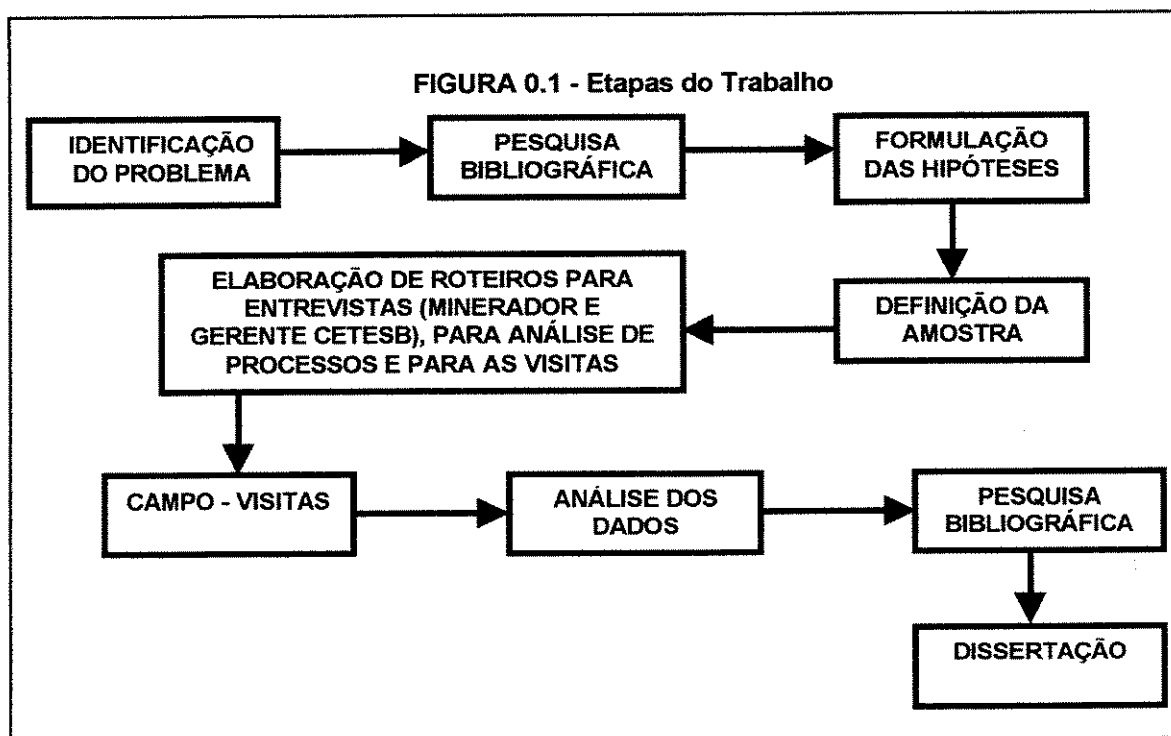 FIGURA 0.1 - Etapas do Trabalho
IDENTIFICAÇÃO
DO PROBLEMA
PESQUISA
BIBLIOGRÁFICA
FORMULAÇÃO
DAS HIPÓTESES
DEFINIÇÃO DA
AMOSTRA
ELABORAÇÃO DE ROTEIROS PARA
ENTREVISTAS (MINERADOR E
GERENTE CETESB), PARA ANÁLISE DE
PROCESSOS E PARA AS VISITAS
CAMPO - VISITAS
ANÁLISE DOS
DADOS
PESQUISA
BIBLIOGRÁFICA
DISSERTAÇÃO